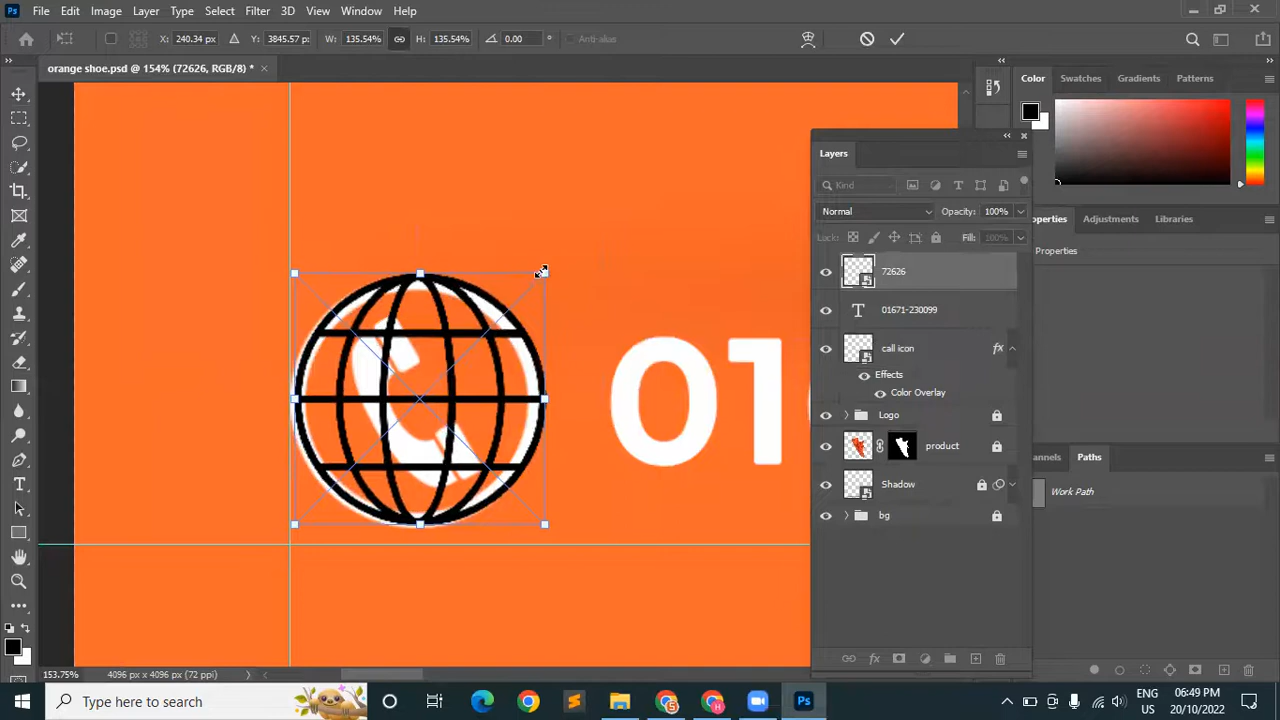 Ps File Edit Image Layer Type Select Filter 3D View Window Help
X: 240.34 px Y: 3845.57 px W: 135.54% H: 135.54% 0.00 ° Anti-alias
orange shoe.psd @ 154% (72626, RGB/8) * ×
Color Swatches Gradients Patterns
Layers
Kind
Normal Opacity: 100%
Lock: Fill: 100%
operties Adjustments Libraries
Properties
72626
T 01671-230099
call icon fx
Effects
Color Overlay
Logo
product
annels Paths
Shadow
Work Path
bg
01
153.75% 4096 px x 4096 px (72 ppi)
Type here to search
ENG
US
06:49 PM
20/10/2022